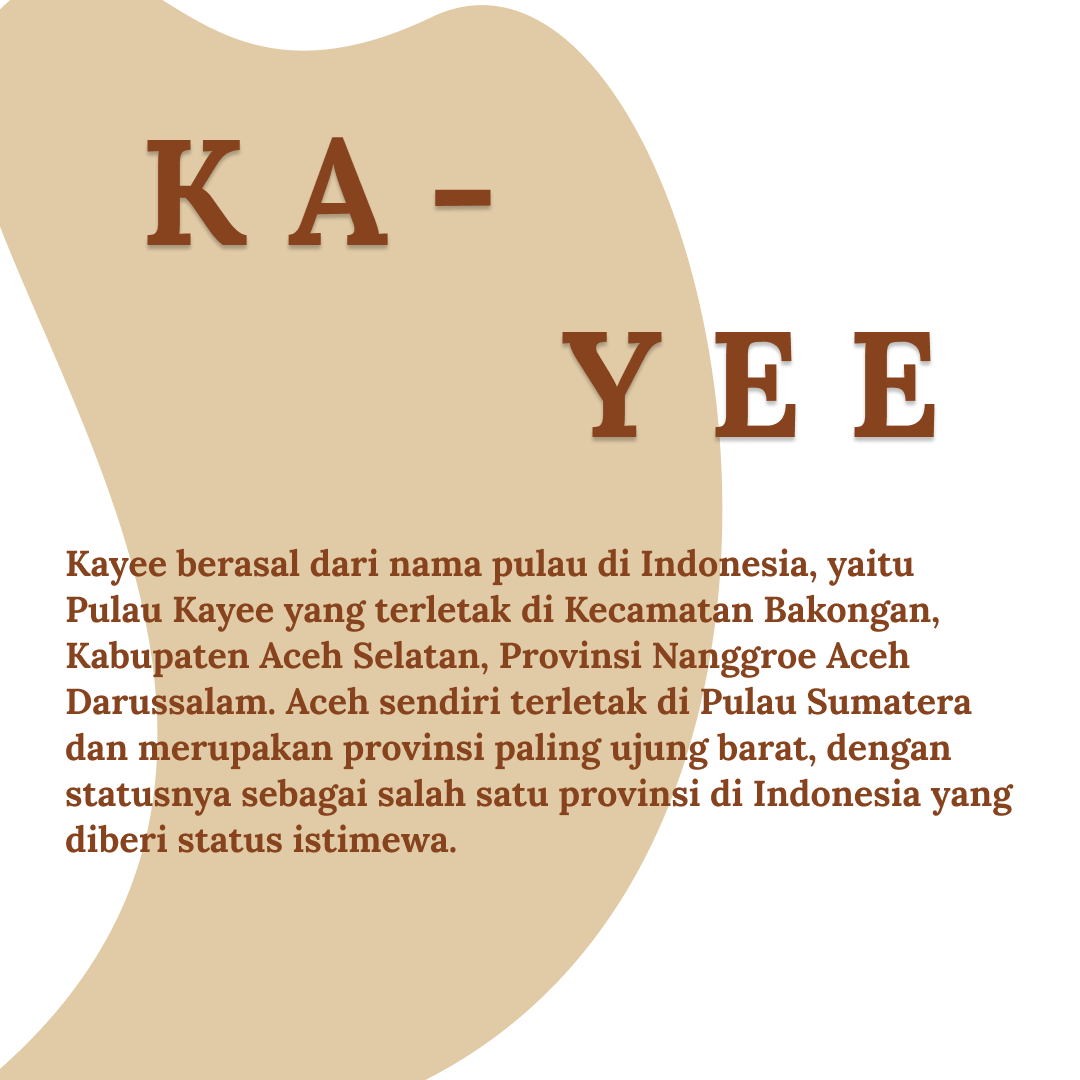 KA-
YEE
Kayee berasal dari nama pulau di Indonesia, yaitu
Pulau Kayee yang terletak di Kecamatan Bakongan,
Kabupaten Aceh Selatan, Provinsi Nanggroe Aceh
Darussalam. Aceh sendiri terletak di Pulau Sumatera
dan merupakan provinsi paling ujung barat, dengan
statusnya sebagai salah satu provinsi di Indonesia yang
diberi status istimewa.